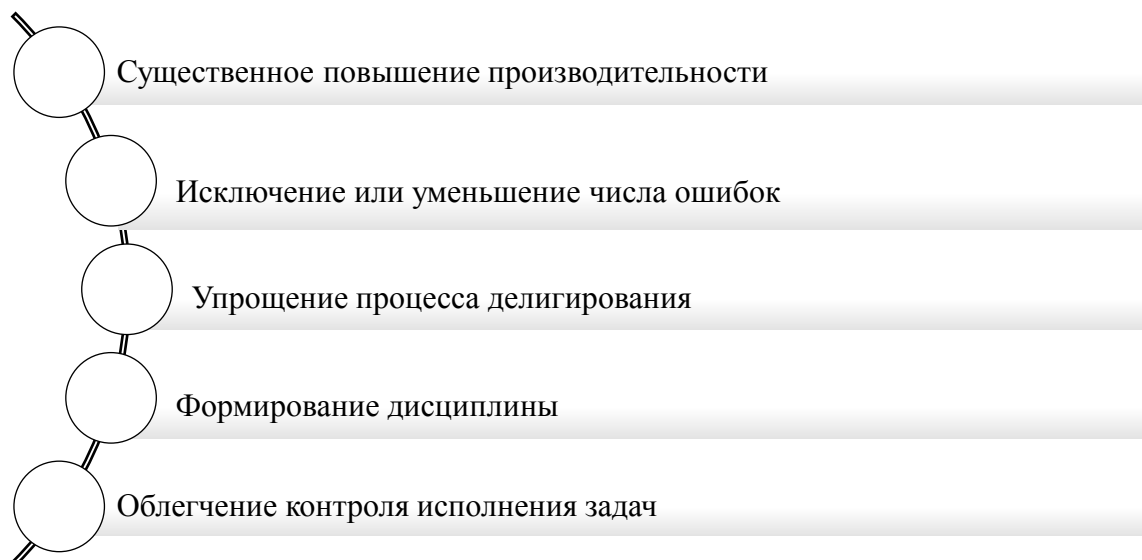 Существенное повышение производительности
Исключение или уменьшение числа ошибок
Упрощение процесса делигирования
Формирование дисциплины
Облегчение контроля исполнения задач